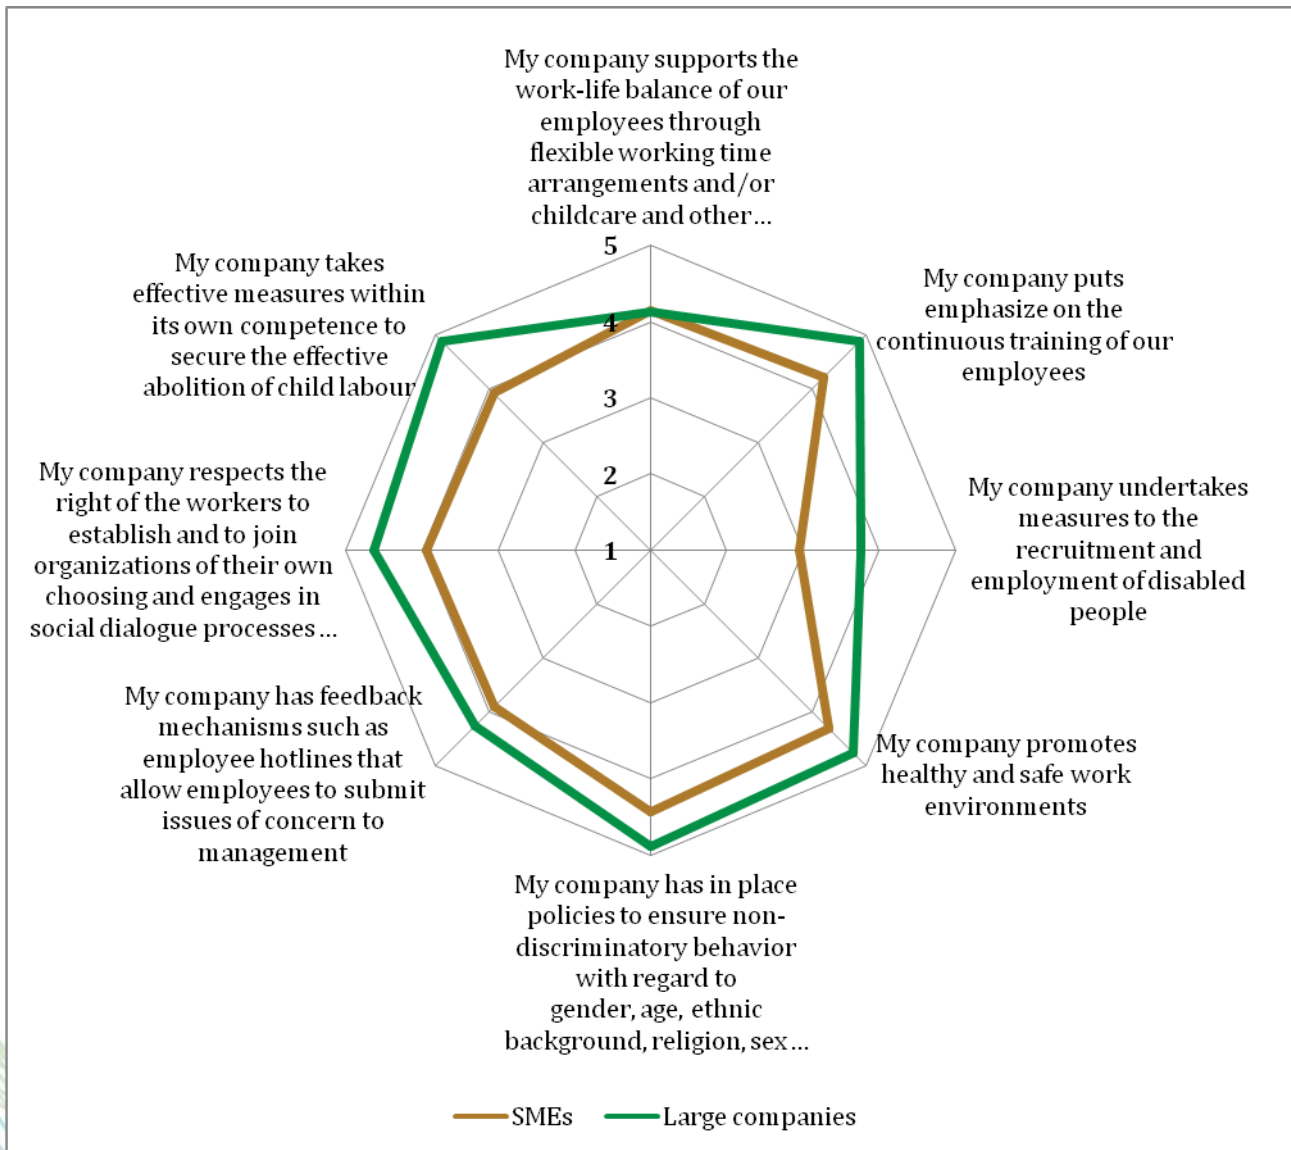 My company supports the
work-life balance of our
employees through
flexible working time
arrangements and/or
childcare and other ...
My company puts
emphasize on the
continuous training of our
employees
My company undertakes
measures to the
recruitment and
employment of disabled
people
My company promotes
healthy and safe work
environments
My company has in place
policies to ensure non-
discriminatory behavior
with regard to
gender, age, ethnic
background, religion, sex ...
My company has feedback
mechanisms such as
employee hotlines that
allow employees to submit
issues of concern to
management
My company respects the
right of the workers to
establish and to join
organizations of their own
choosing and engages in
social dialogue processes ...
My company takes
effective measures within
its own competence to
secure the effective
abolition of child labour
5
4
3
2
1
SMEs
Large companies